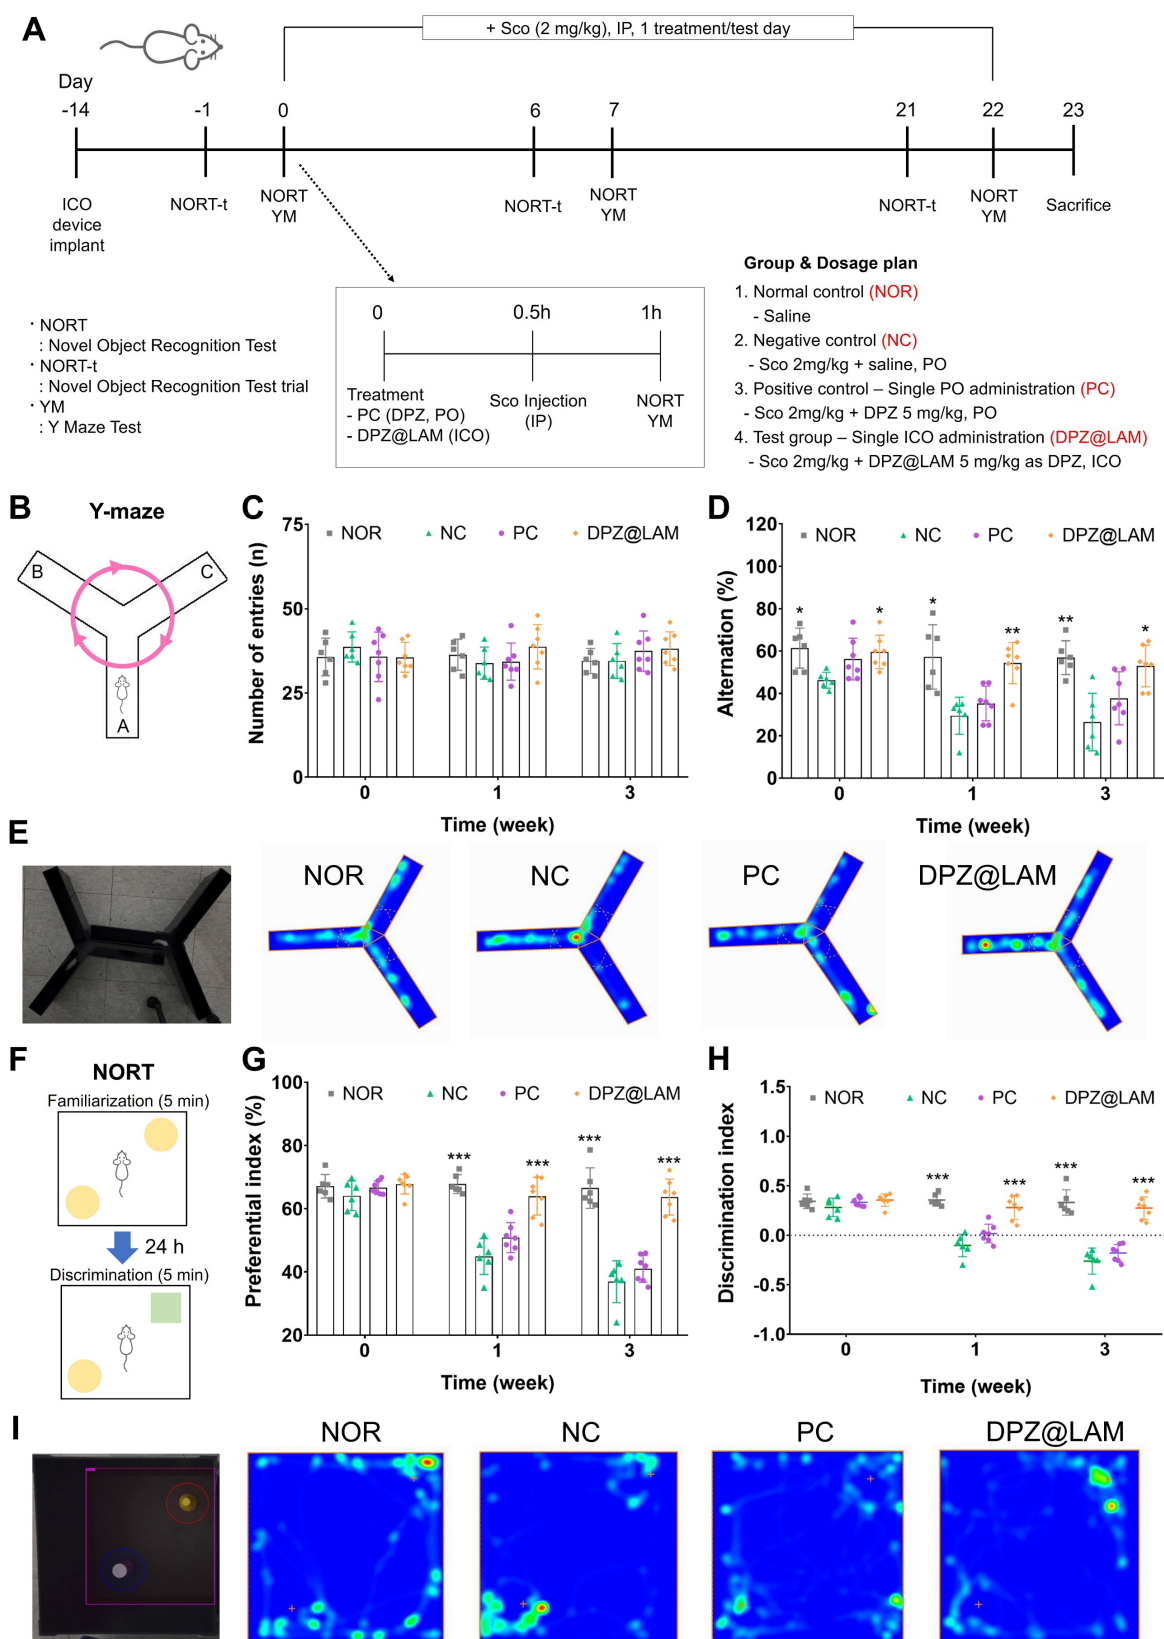 A
+ Sco (2 mg/kg), IP, 1 treatment/test day
Day
-14 -1 0 6 7 21 22 23
ICO
device
implant
NORT-t
NORT
YM
NORT-t
NORT
YM
NORT-t
NORT
YM
Sacrifice
· NORT
: Novel Object Recognition Test
· NORT-t
: Novel Object Recognition Test trial
· YM
: Y Maze Test
0 0.5h 1h
Treatment
- PC (DPZ, PO)
- DPZ@LAM (ICO)
Sco Injection
(IP)
NORT
YM
Group & Dosage plan
1. Normal control (NOR)
- Saline
2. Negative control (NC)
- Sco 2mg/kg + saline, PO
3. Positive control – Single PO administration (PC)
- Sco 2mg/kg + DPZ 5 mg/kg, PO
4. Test group – Single ICO administration (DPZ@LAM)
- Sco 2mg/kg + DPZ@LAM 5 mg/kg as DPZ, ICO
B
Y-maze
B
C
A
C
NOR NC PC DPZ@LAM
Number of entries (n)
75
50
25
0
0 1 3
Time (week)
D
NOR NC PC DPZ@LAM
Alternation (%)
120
100
80
60
40
20
0
* * * ** ** *
0 1 3
Time (week)
E
NOR
NC
PC
DPZ@LAM
F
NORT
Familiarization (5 min)
24 h
Discrimination (5 min)
G
NOR NC PC DPZ@LAM
Preferential index (%)
100
80
60
40
20
*** *** *** ***
0 1 3
Time (week)
H
NOR NC PC DPZ@LAM
Discrimination index
1.5
1.0
0.5
0.0
-0.5
-1.0
*** *** *** ***
0 1 3
Time (week)
I
NOR
NC
PC
DPZ@LAM